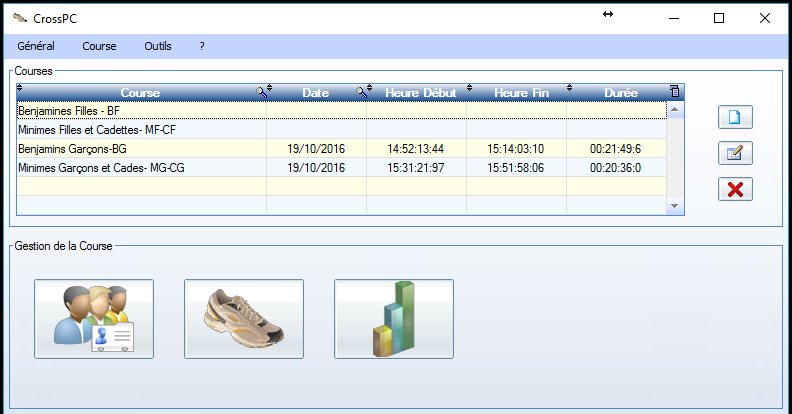 CrossPC
Général Course Outils ?
Courses
Course Date Heure Début Heure Fin Durée
Benjamines Filles - BF
Minimes Filles et Cadettes- MF-CF
Benjamins Garçons-BG 19/10/2016 14:52:13:44 15:14:03:10 00:21:49:6
Minimes Garçons et Cades- MG-CG 19/10/2016 15:31:21:97 15:51:58:06 00:20:36:0
Gestion de la Course